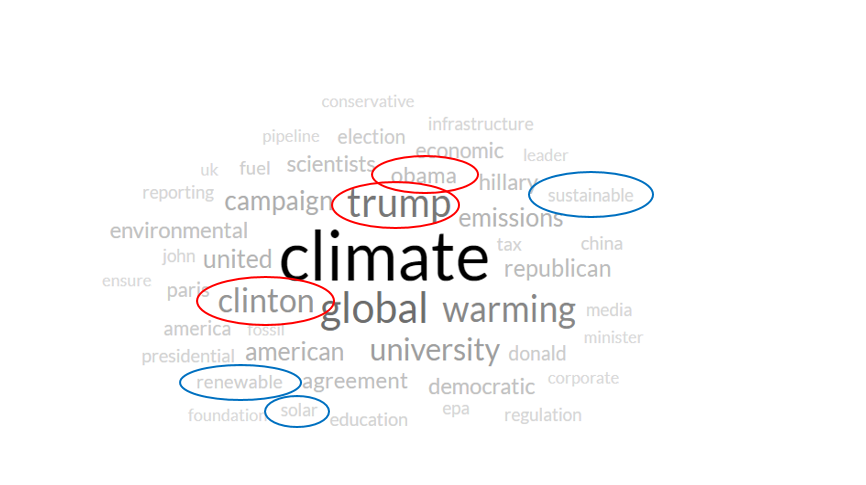 conservative
infrastructure
pipeline election
economic leader
uk fuel scientists
obama hillary
reporting sustainable
campaign trump emissions
environmental
tax china
john united climate republican
ensure paris
clinton global warming media
america fossil minister
presidential american university donald
renewable agreement democratic corporate
foundation solar education epa regulation